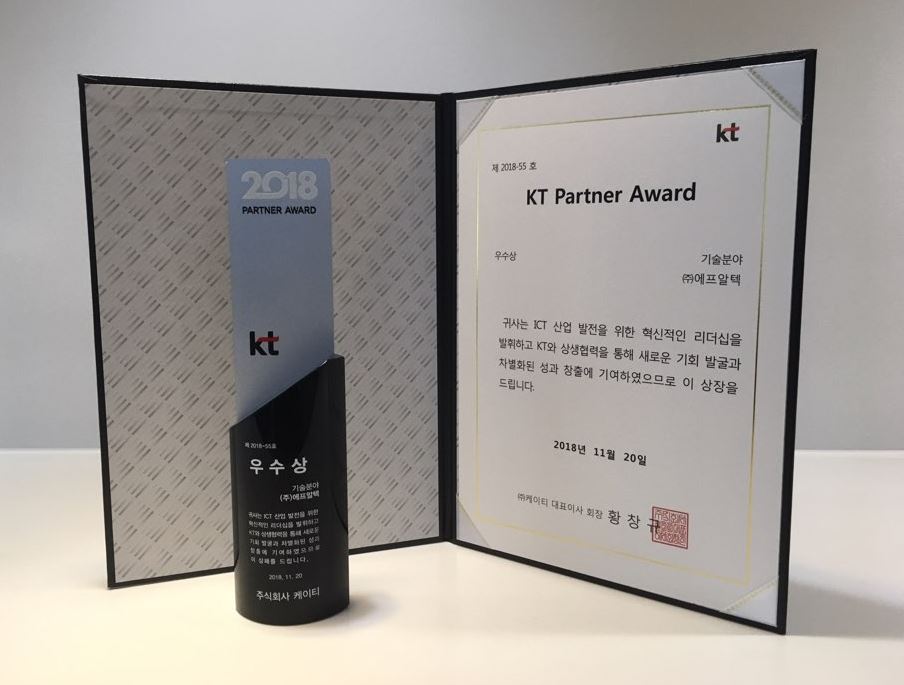 2018
PARTNER AWARD
kt
제2018-55호
우수상
기술분야
(주)에프알텍
귀사는 ICT 산업 발전을 위한
혁신적인 리더십을 발휘하고
KT와 상생협력을 통해 새로운
기회 발굴과 차별화된 성과
창출에 기여하였으므로
이 상패를 드립니다.
2018. 11. 20
주식회사 케이티
kt
제 2018-55 호
KT Partner Award
우수상
기술분야
㈜에프알텍
귀사는 ICT 산업 발전을 위한 혁신적인 리더십을
발휘하고 KT와 상생협력을 통해 새로운 기회 발굴과
차별화된 성과 창출에 기여하였으므로 이 상장을
드립니다.
2018년 11월 20일
㈜케이티 대표이사 회장 황창규